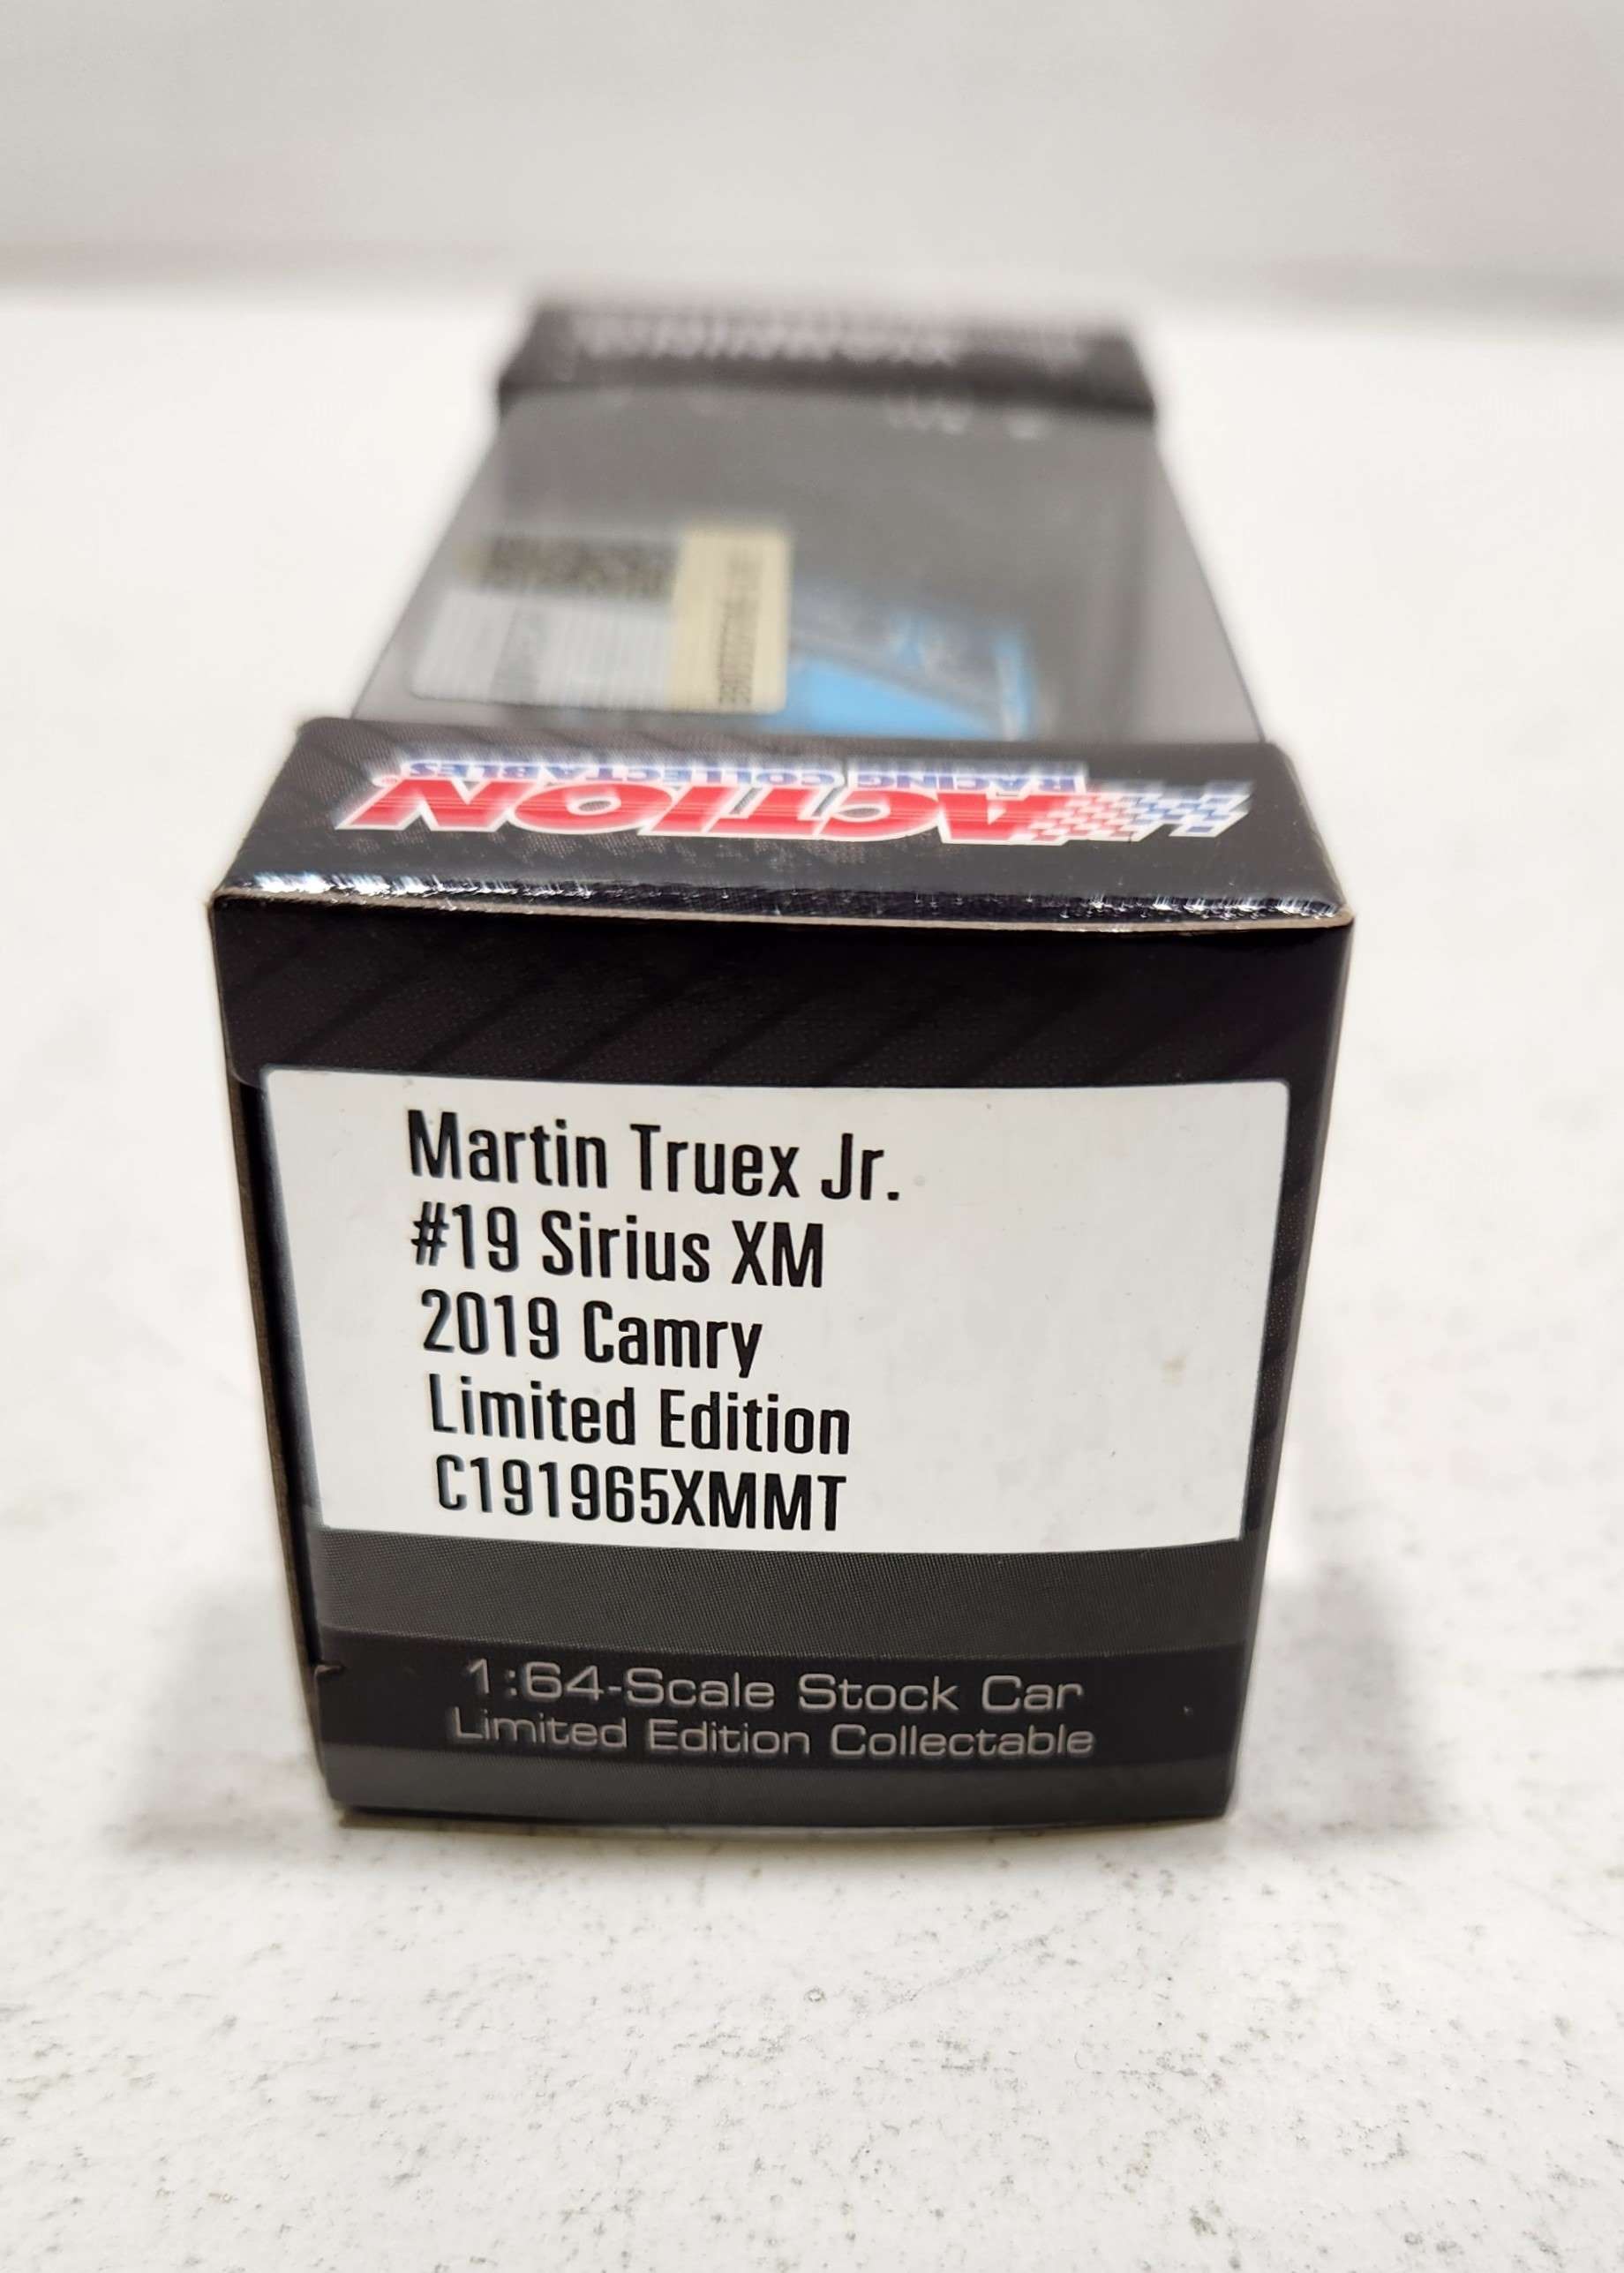 ACTION
RACING COLLECTABLES
Martin Truex Jr.
#19 Sirius XM
2019 Camry
Limited Edition
C191965XMMT
1:64-Scale Stock Car
Limited Edition Collectable